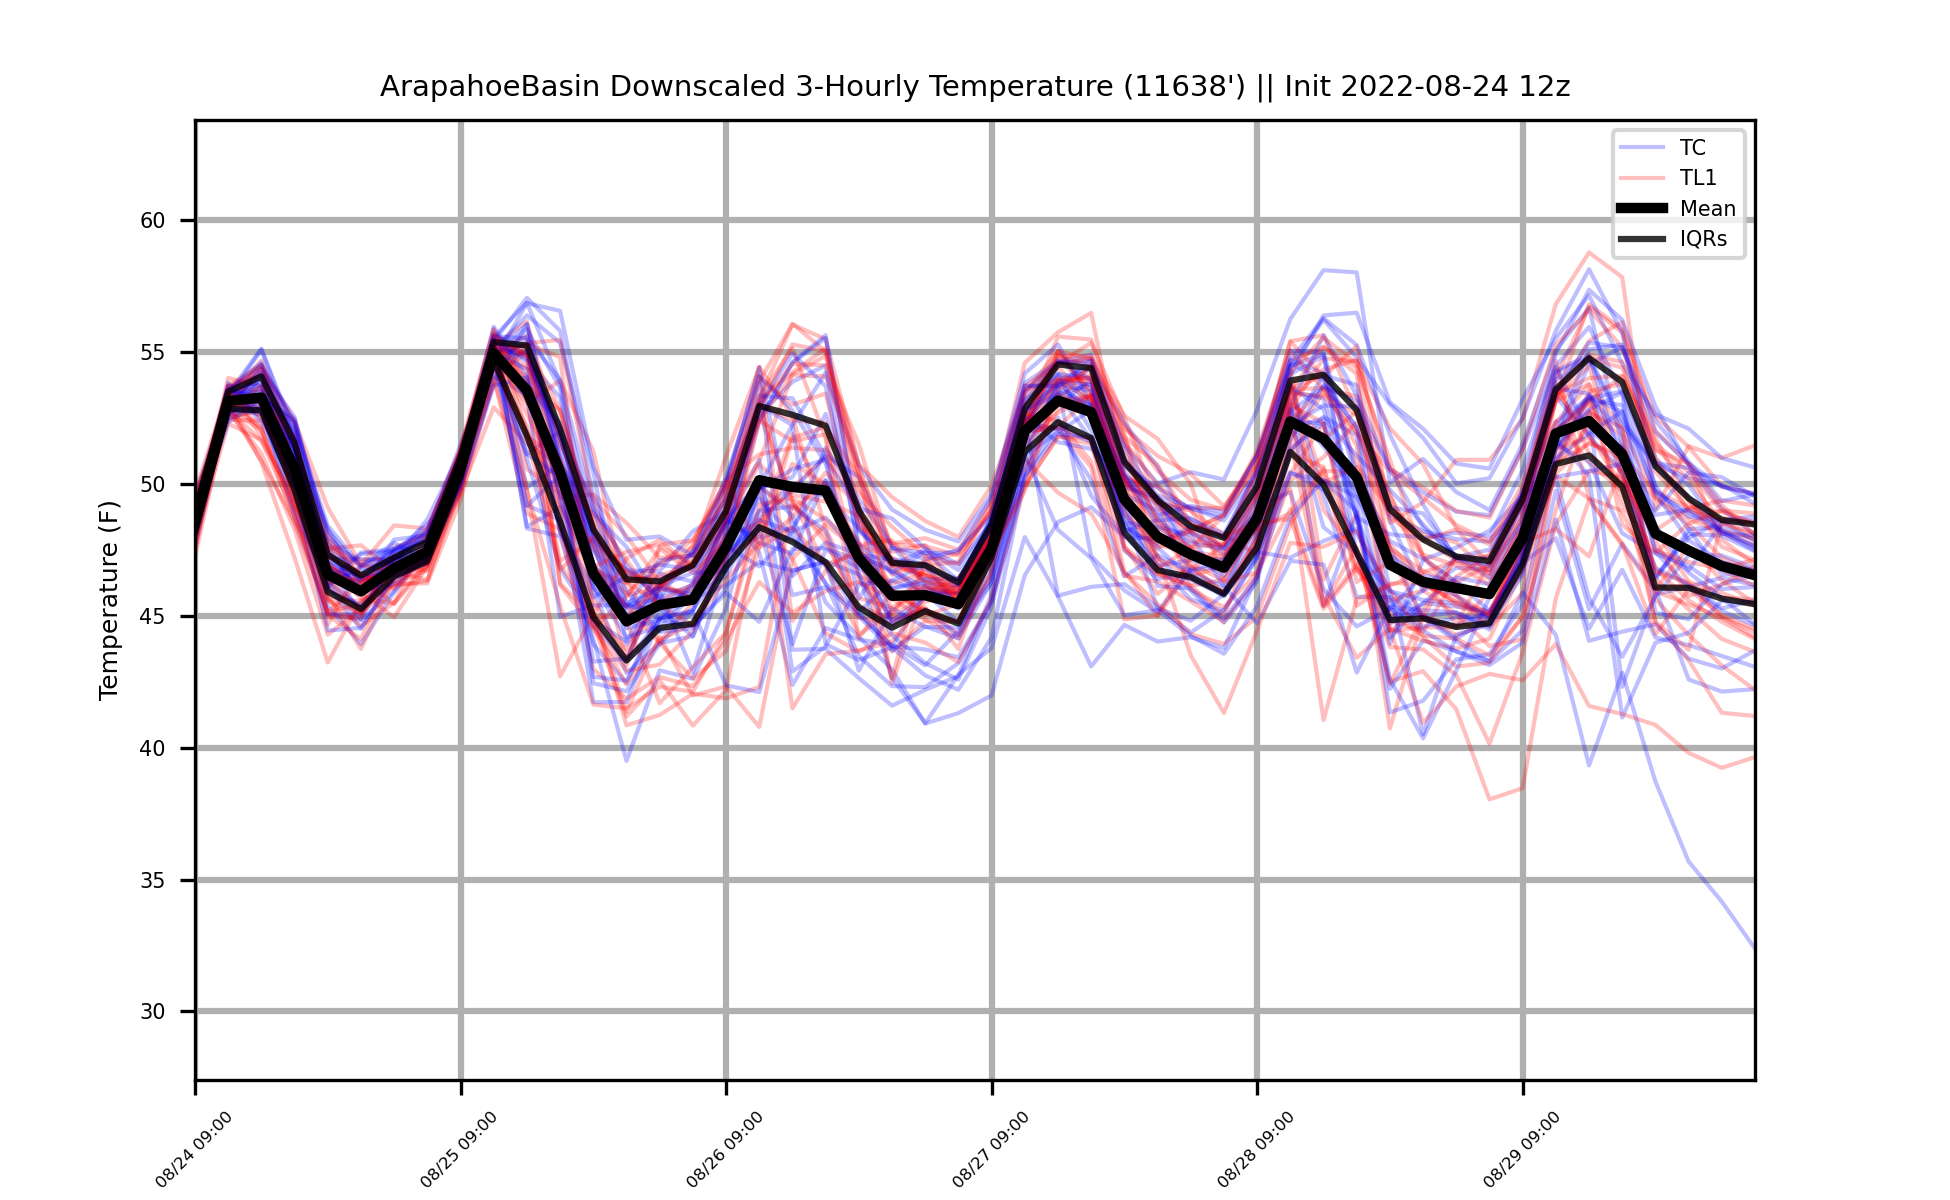 ArapahoeBasin Downscaled 3-Hourly Temperature (11638') || Init 2022-08-24 12z
TC
TL1
Mean
IQRs
Temperature (F)
60
55
50
45
40
35
30
08/24 09:00
08/25 09:00
08/26 09:00
08/27 09:00
08/28 09:00
08/29 09:00